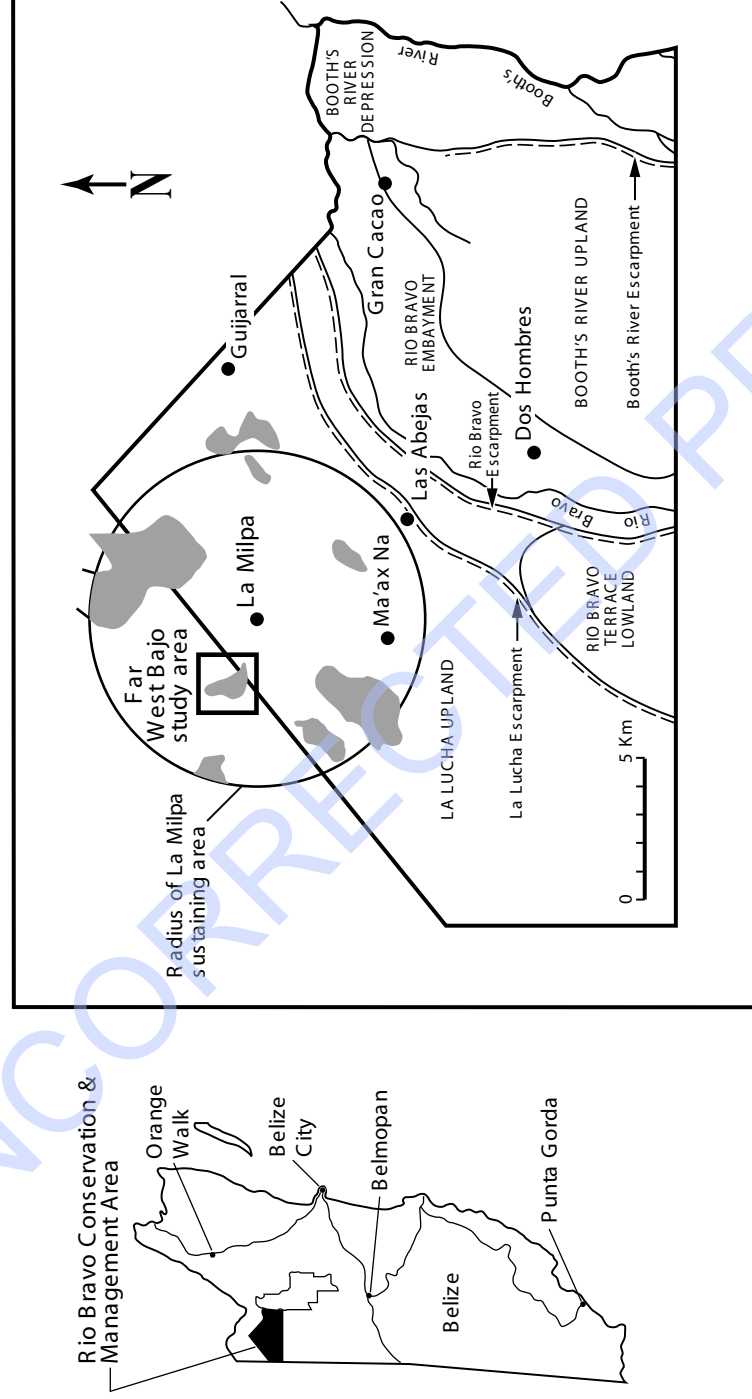 Rio Bravo Conservation &
Management Area
Orange
Walk
Belize
City
Belmopan
Belize
Punta Gorda
N
Radius of La Milpa
sustaining area
Far
West Bajo
study area
La Milpa
Ma'ax Na
Guijarral
Las Abejas
Gran Cacao
Dos Hombres
LA LUCHA UPLAND
La Lucha Escarpment
RIO BRAVO
TERRACE
LOWLAND
Rio Bravo
Escarpment
Rio
Bravo
RIO BRAVO
EMBAYMENT
BOOTH'S
RIVER
DEPRESSION
Booth's
River
BOOTH'S RIVER UPLAND
Booth's River Escarpment
0
5 Km
NCORRECTED PR